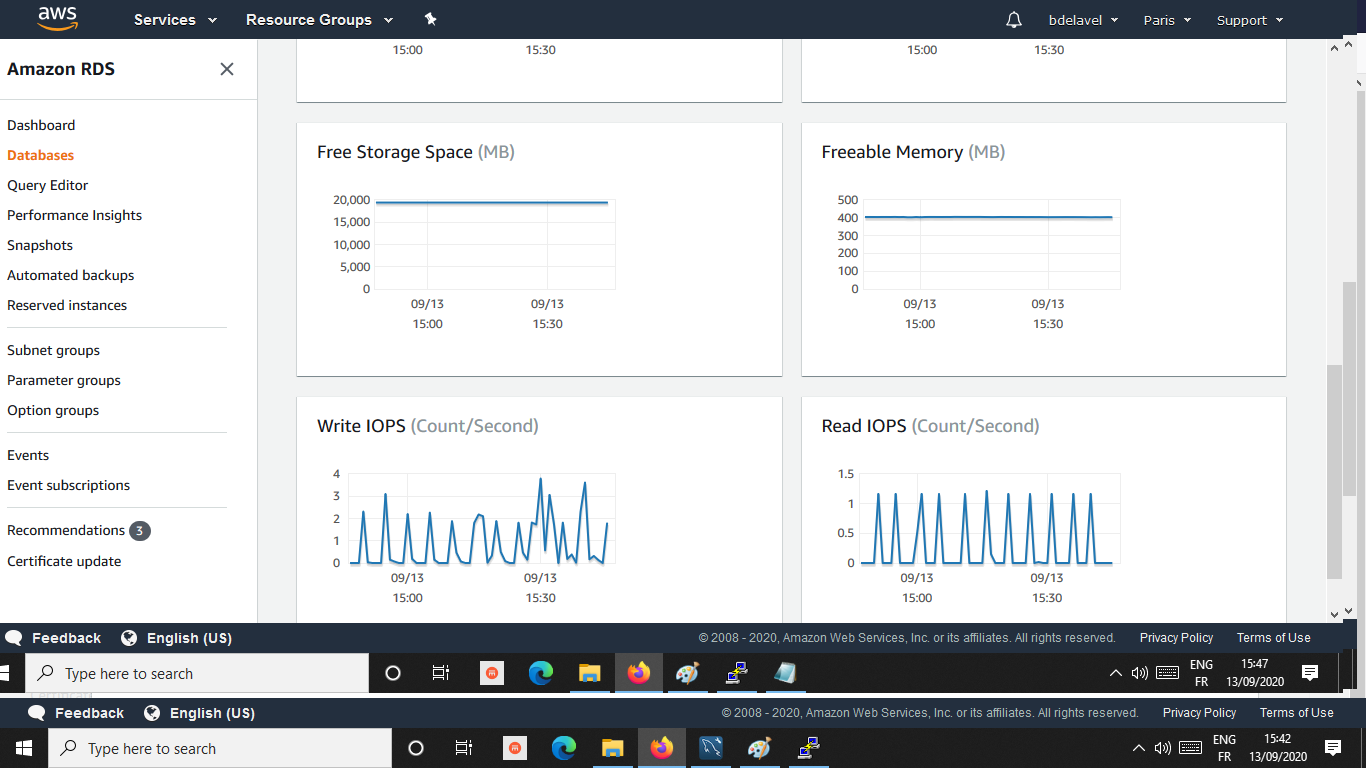 aws
Services
Resource Groups
bdelavel
Paris
Support
Amazon RDS
Dashboard
Databases
Query Editor
Performance Insights
Snapshots
Automated backups
Reserved instances
Subnet groups
Parameter groups
Option groups
Events
Event subscriptions
Recommendations 3
Certificate update
15:00 15:30
15:00 15:30
Free Storage Space (MB)
20,000
15,000
10,000
5,000
0
09/13 09/13
15:00 15:30
Freeable Memory (MB)
500
400
300
200
100
0
09/13 09/13
15:00 15:30
Write IOPS (Count/Second)
4
3
2
1
0
09/13 09/13
15:00 15:30
Read IOPS (Count/Second)
1.5
1
0.5
0
09/13 09/13
15:00 15:30
Feedback English (US) © 2008 - 2020, Amazon Web Services, Inc. or its affiliates. All rights reserved. Privacy Policy Terms of Use
Type here to search
ENG 15:47
FR 13/09/2020
Feedback English (US) © 2008 - 2020, Amazon Web Services, Inc. or its affiliates. All rights reserved. Privacy Policy Terms of Use
Type here to search
ENG 15:42
FR 13/09/2020